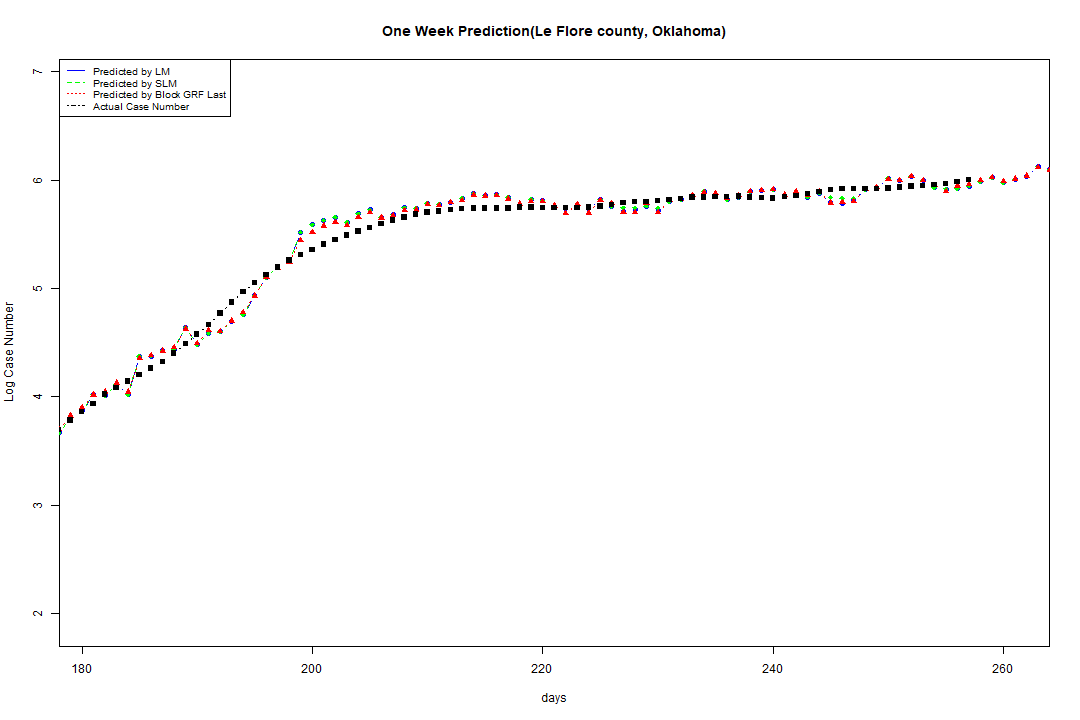 One Week Prediction(Le Flore county, Oklahoma)
Predicted by LM
Predicted by SLM
Predicted by Block GRF Last
Actual Case Number
Log Case Number
7
6
5
4
3
2
180 200 220 240 260
days